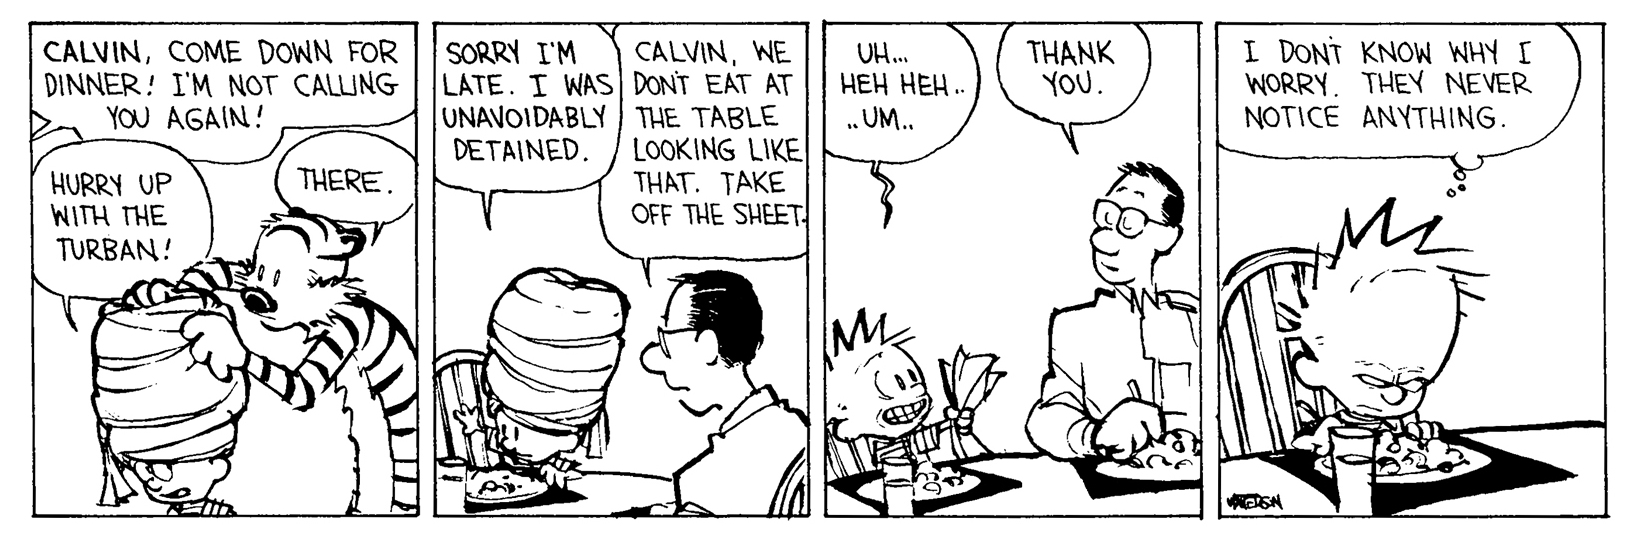 CALVIN, COME DOWN FOR
DINNER! I'M NOT CALLING
YOU AGAIN!
HURRY UP
WITH THE
TURBAN!
THERE.
SORRY I'M
LATE. I WAS
UNAVOIDABLY
DETAINED.
CALVIN, WE
DON'T EAT AT
THE TABLE
LOOKING LIKE
THAT. TAKE
OFF THE SHEET.
UH...
HEH HEH..
..UM..
THANK
YOU.
I DON'T KNOW WHY I
WORRY. THEY NEVER
NOTICE ANYTHING.
WATTERSON